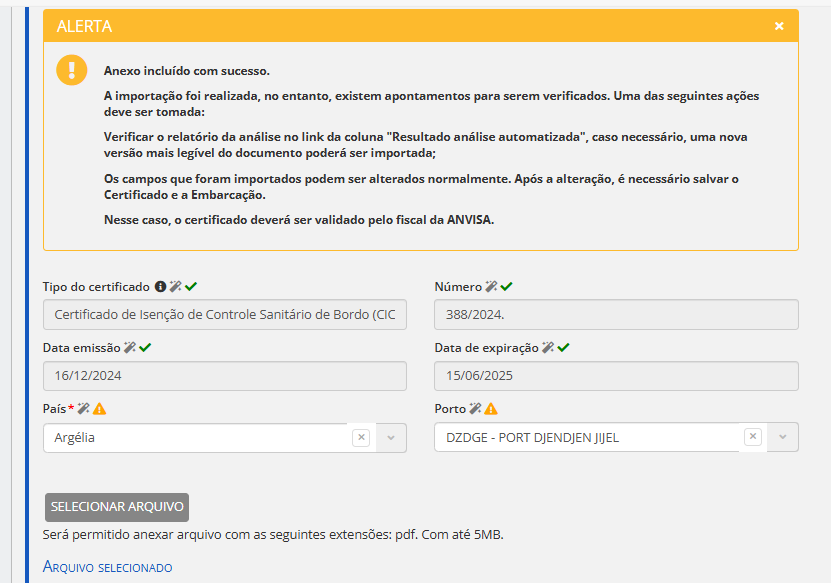 ALERTA
Anexo incluído com sucesso.
A importação foi realizada, no entanto, existem apontamentos para serem verificados. Uma das seguintes ações
deve ser tomada:
Verificar o relatório da análise no link da coluna "Resultado análise automatizada", caso necessário, uma nova
versão mais legível do documento poderá ser importada;
Os campos que foram importados podem ser alterados normalmente. Após a alteração, é necessário salvar o
Certificado e a Embarcação.
Nesse caso, o certificado deverá ser validado pelo fiscal da ANVISA.
Tipo do certificado
Número
Certificado de Isenção de Controle Sanitário de Bordo (CIC
388/2024.
Data emissão
Data de expiração
16/12/2024
15/06/2025
País*
Porto
Argélia
DZDGE - PORT DJENDJEN JIJEL
SELECIONAR ARQUIVO
Será permitido anexar arquivo com as seguintes extensões: pdf. Com até 5MB.
ARQUIVO SELECIONADO